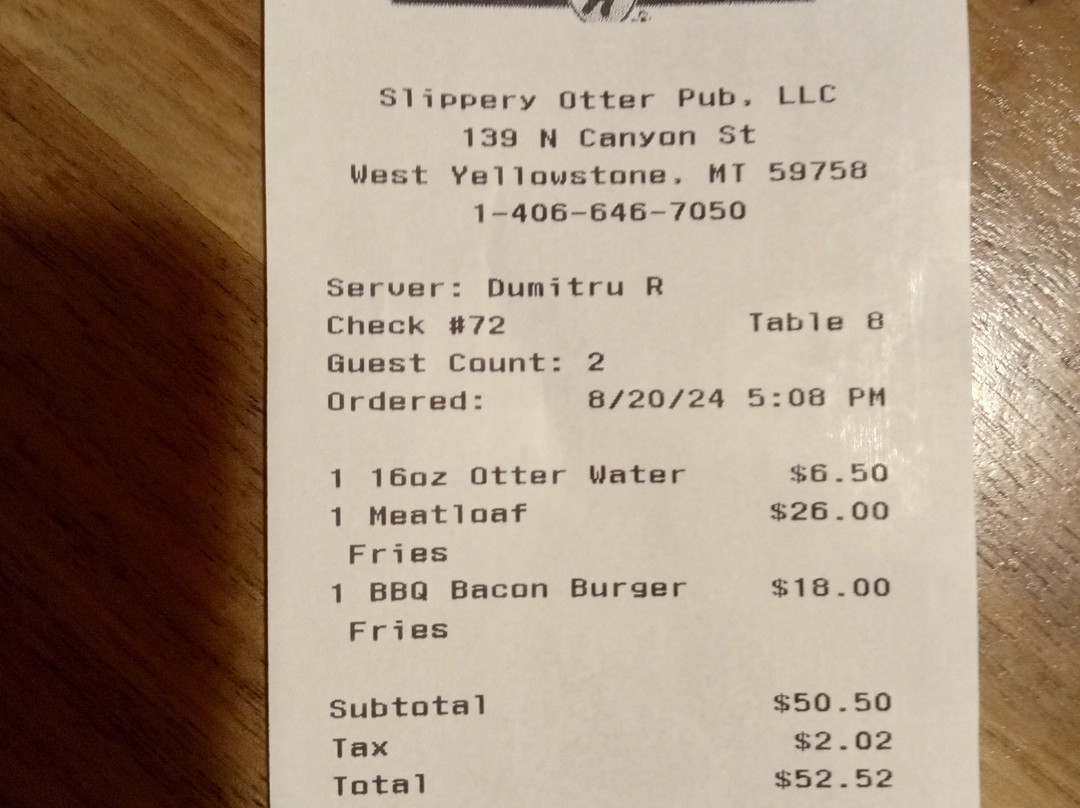 Slippery Otter Pub, LLC
139 N Canyon St
West Yellowstone, MT 59758
1-406-646-7050
Server: Dumitru R
Check #72 Table 8
Guest Count: 2
Ordered: 8/20/24 5:08 PM
1 16oz Otter Water $6.50
1 Meatloaf $26.00
Fries
1 BBQ Bacon Burger $18.00
Fries
Subtotal $50.50
Tax $2.02
Total $52.52